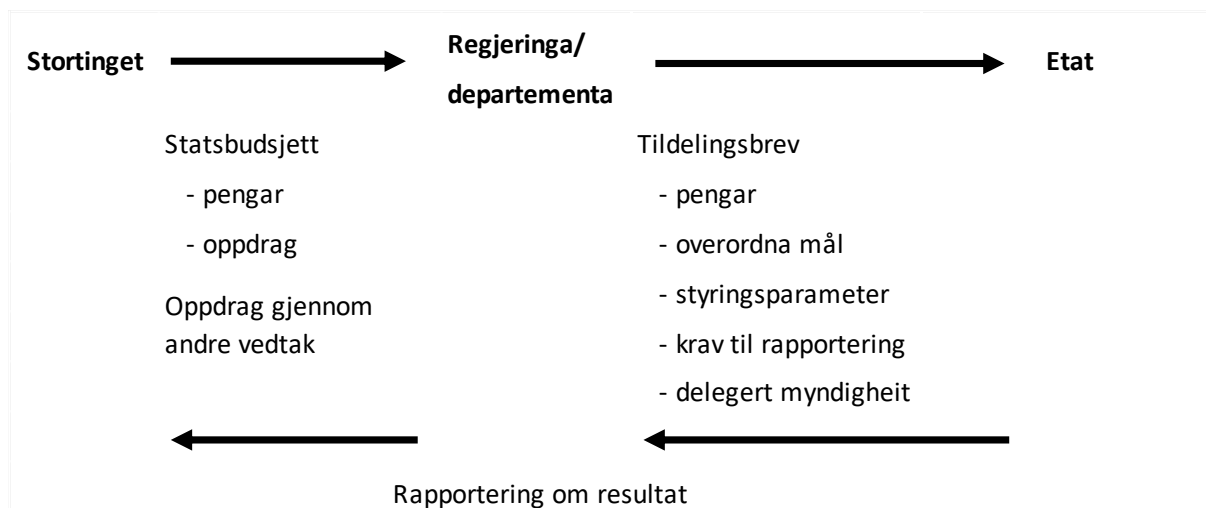 Stortinget
Regjeringa/
departementa
Etat
Statsbudsjett
- pengar
- oppdrag
Oppdrag gjennom
andre vedtak
Tildelingsbrev
- pengar
- overordna mål
- styringsparameter
- krav til rapportering
- delegert myndigheit
Rapportering om resultat